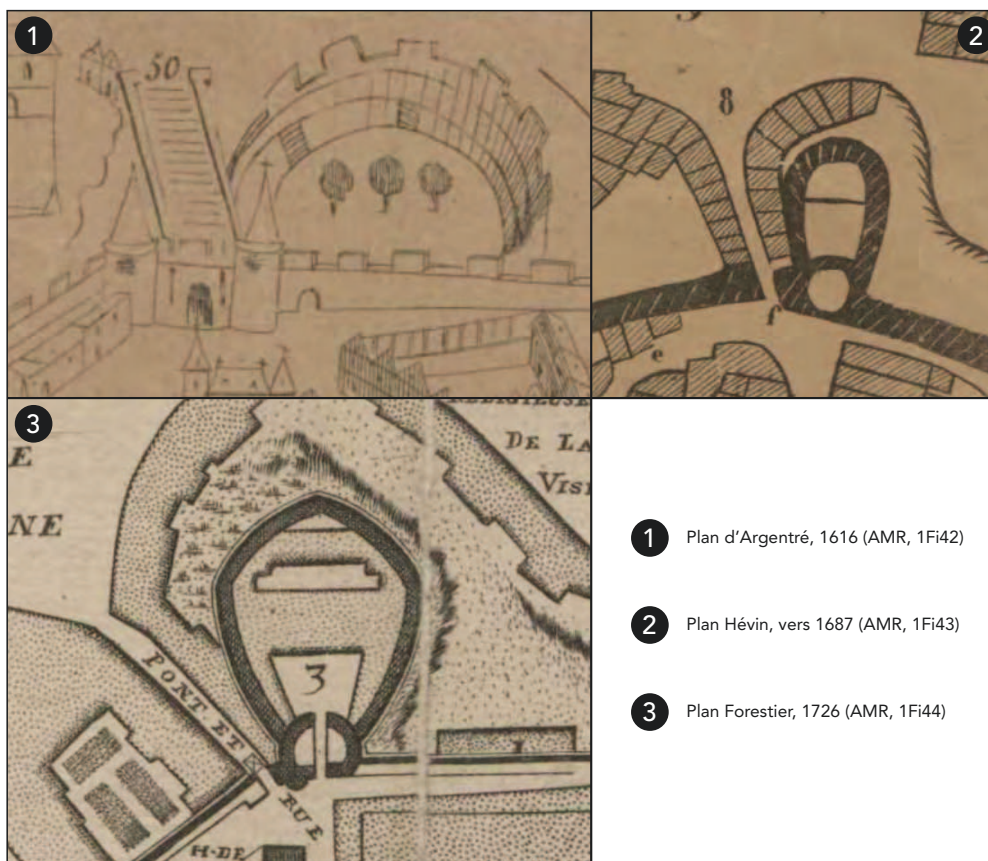 1
50
2
8
f
e
3
E
NE
DE LA
VISI
3
PONT ET
RUE
H-DE
1 Plan d’Argentré, 1616 (AMR, 1Fi42)
2 Plan Hévin, vers 1687 (AMR, 1Fi43)
3 Plan Forestier, 1726 (AMR, 1Fi44)